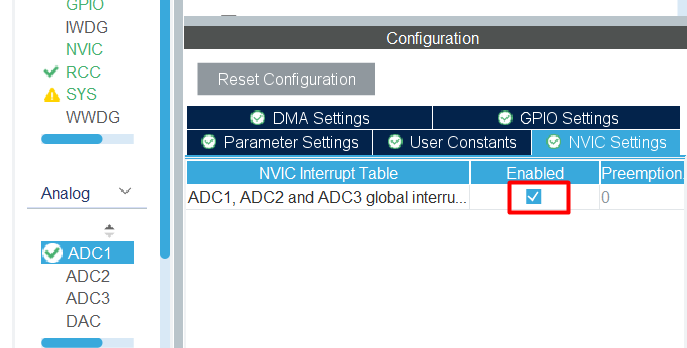 GPIO
IWDG
NVIC
RCC
SYS
WWDG
Analog
ADC1
ADC2
ADC3
DAC
Configuration
Reset Configuration
DMA Settings
GPIO Settings
Parameter Settings
User Constants
NVIC Settings
NVIC Interrupt Table Enabled Preemption
ADC1, ADC2 and ADC3 global interru... 0